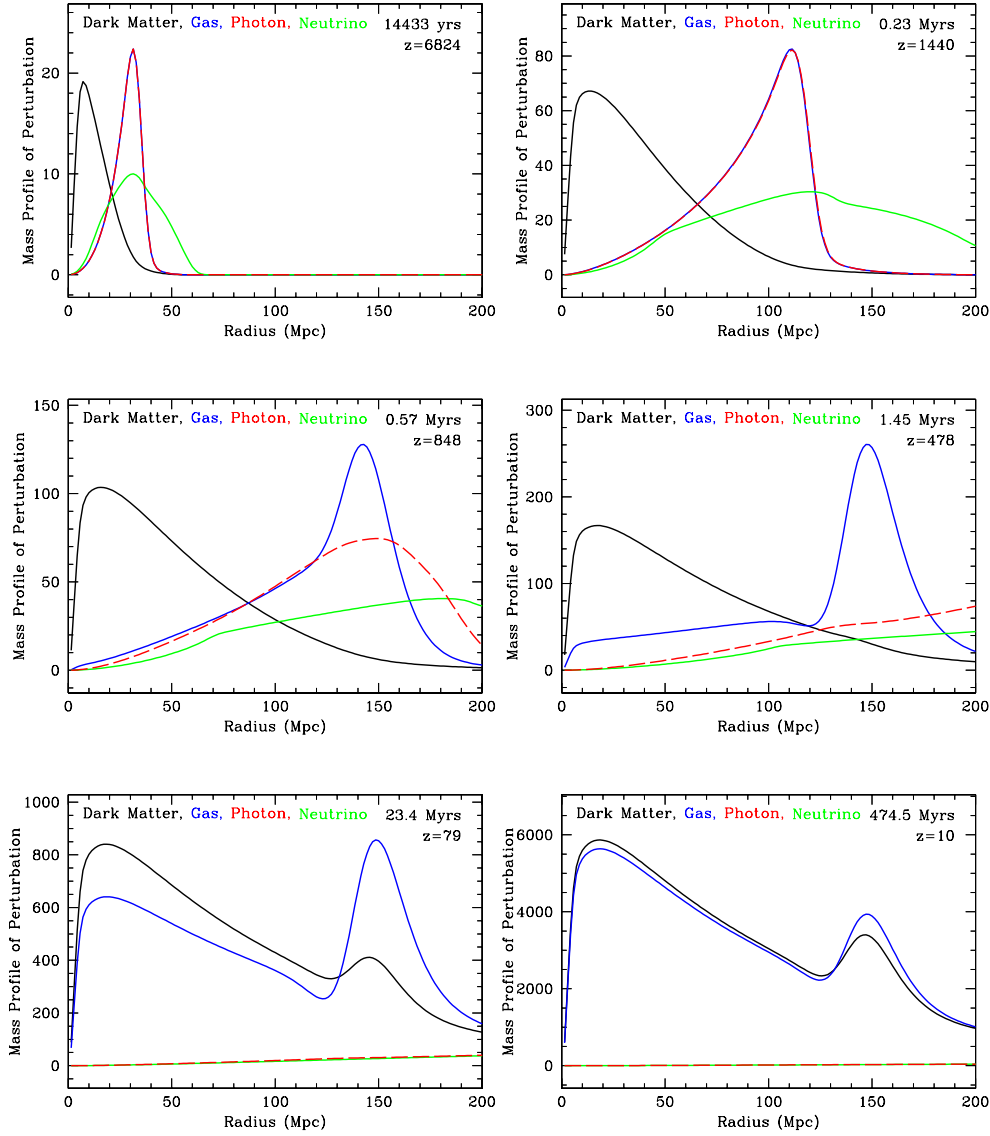 Dark Matter, Gas, Photon, Neutrino 14433 yrs
z=6824
Mass Profile of Perturbation
20
10
0
0 50 100 150 200
Radius (Mpc)
Dark Matter, Gas, Photon, Neutrino 0.23 Myrs
z=1440
Mass Profile of Perturbation
80
60
40
20
0
0 50 100 150 200
Radius (Mpc)
Dark Matter, Gas, Photon, Neutrino 0.57 Myrs
z=848
Mass Profile of Perturbation
150
100
50
0
0 50 100 150 200
Radius (Mpc)
Dark Matter, Gas, Photon, Neutrino 1.45 Myrs
z=478
Mass Profile of Perturbation
300
200
100
0
0 50 100 150 200
Radius (Mpc)
Dark Matter, Gas, Photon, Neutrino 23.4 Myrs
z=79
Mass Profile of Perturbation
1000
800
600
400
200
0
0 50 100 150 200
Radius (Mpc)
Dark Matter, Gas, Photon, Neutrino 474.5 Myrs
z=10
Mass Profile of Perturbation
6000
4000
2000
0
0 50 100 150 200
Radius (Mpc)